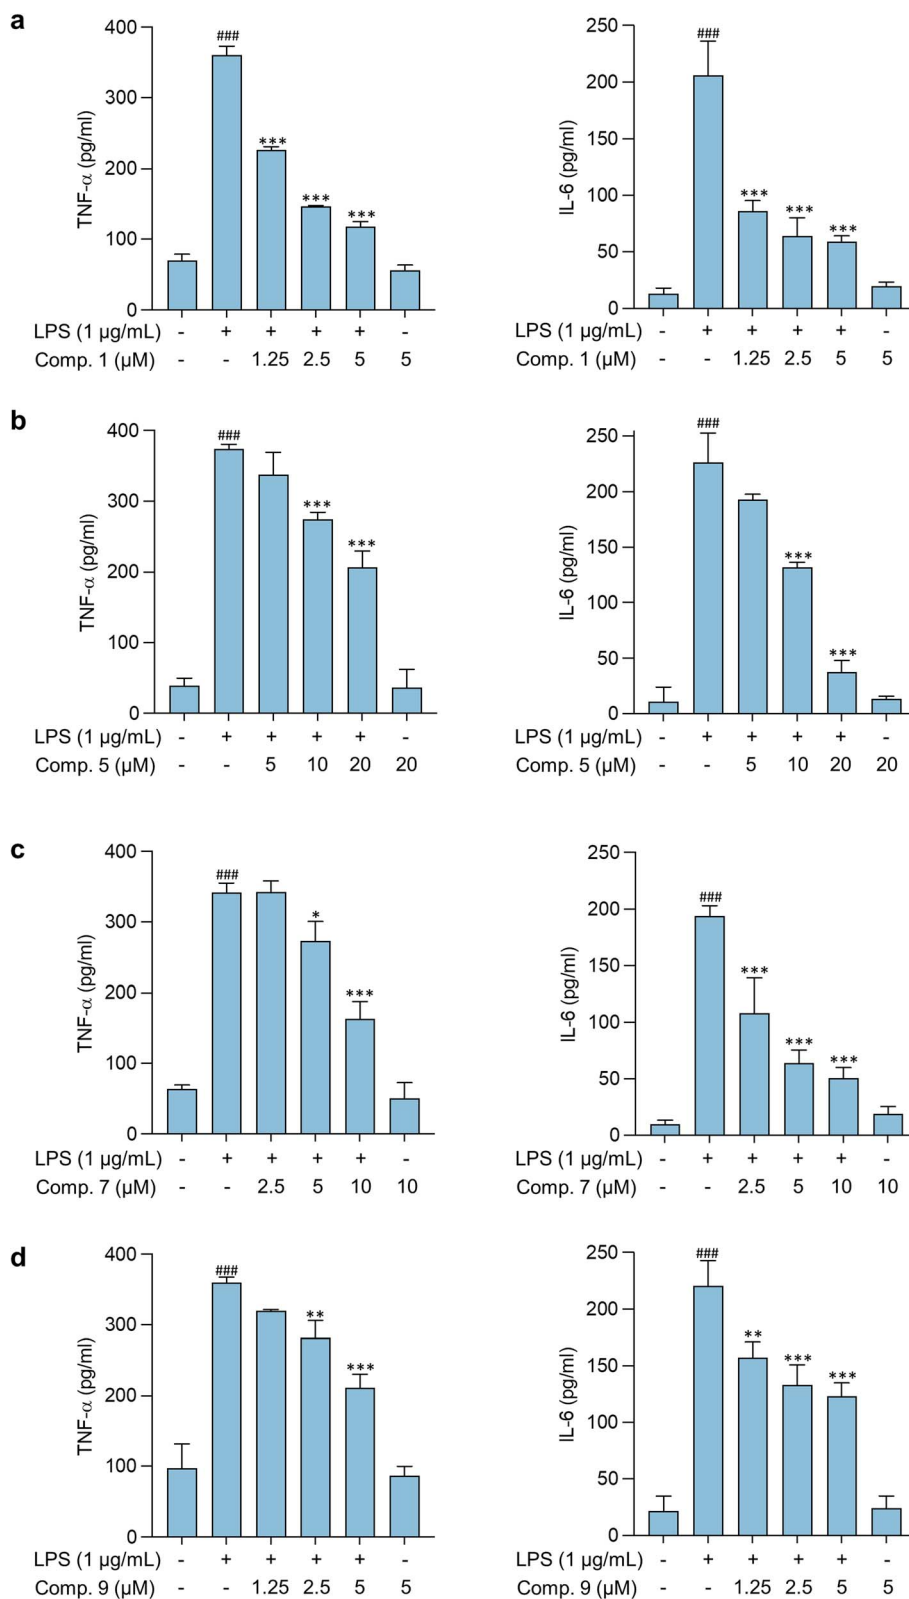 a
TNF-α (pg/ml)
400
300
200
100
0
###
***
***
***
LPS (1 µg/mL) - + + + + -
Comp. 1 (µM) - - 1.25 2.5 5 5
IL-6 (pg/ml)
250
200
150
100
50
0
###
***
***
***
LPS (1 µg/mL) - + + + + -
Comp. 1 (µM) - - 1.25 2.5 5 5
b
TNF-α (pg/ml)
400
300
200
100
0
###
***
***
LPS (1 µg/mL) - + + + + -
Comp. 5 (µM) - - 5 10 20 20
IL-6 (pg/ml)
250
200
150
100
50
0
###
***
***
LPS (1 µg/mL) - + + + + -
Comp. 5 (µM) - - 5 10 20 20
c
TNF-α (pg/ml)
400
300
200
100
0
###
*
***
LPS (1 µg/mL) - + + + + -
Comp. 7 (µM) - - 2.5 5 10 10
IL-6 (pg/ml)
250
200
150
100
50
0
###
***
***
***
LPS (1 µg/mL) - + + + + -
Comp. 7 (µM) - - 2.5 5 10 10
d
TNF-α (pg/ml)
400
300
200
100
0
###
**
***
LPS (1 µg/mL) - + + + + -
Comp. 9 (µM) - - 1.25 2.5 5 5
IL-6 (pg/ml)
250
200
150
100
50
0
###
**
***
***
LPS (1 µg/mL) - + + + + -
Comp. 9 (µM) - - 1.25 2.5 5 5